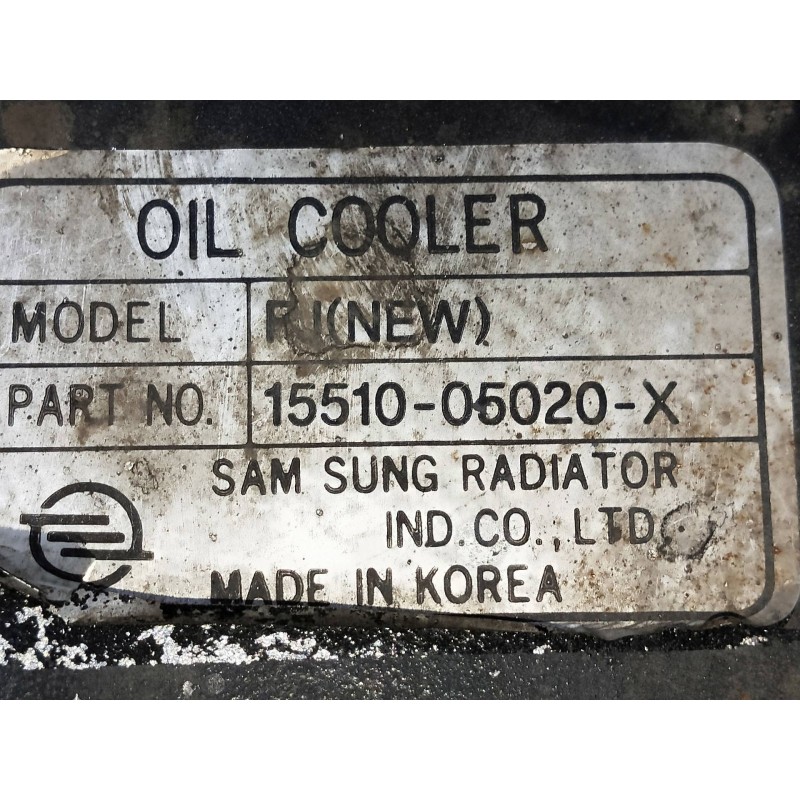 OIL COOLER
MODEL (NEW)
PART NO. 15510-05020-X
SAM SUNG RADIATOR
IND. CO., LTD
MADE IN KOREA